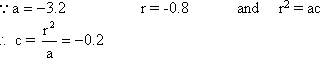 ∵ a = −3.2 r = -0.8 and r² = ac
∴ c = r²/a = −0.2